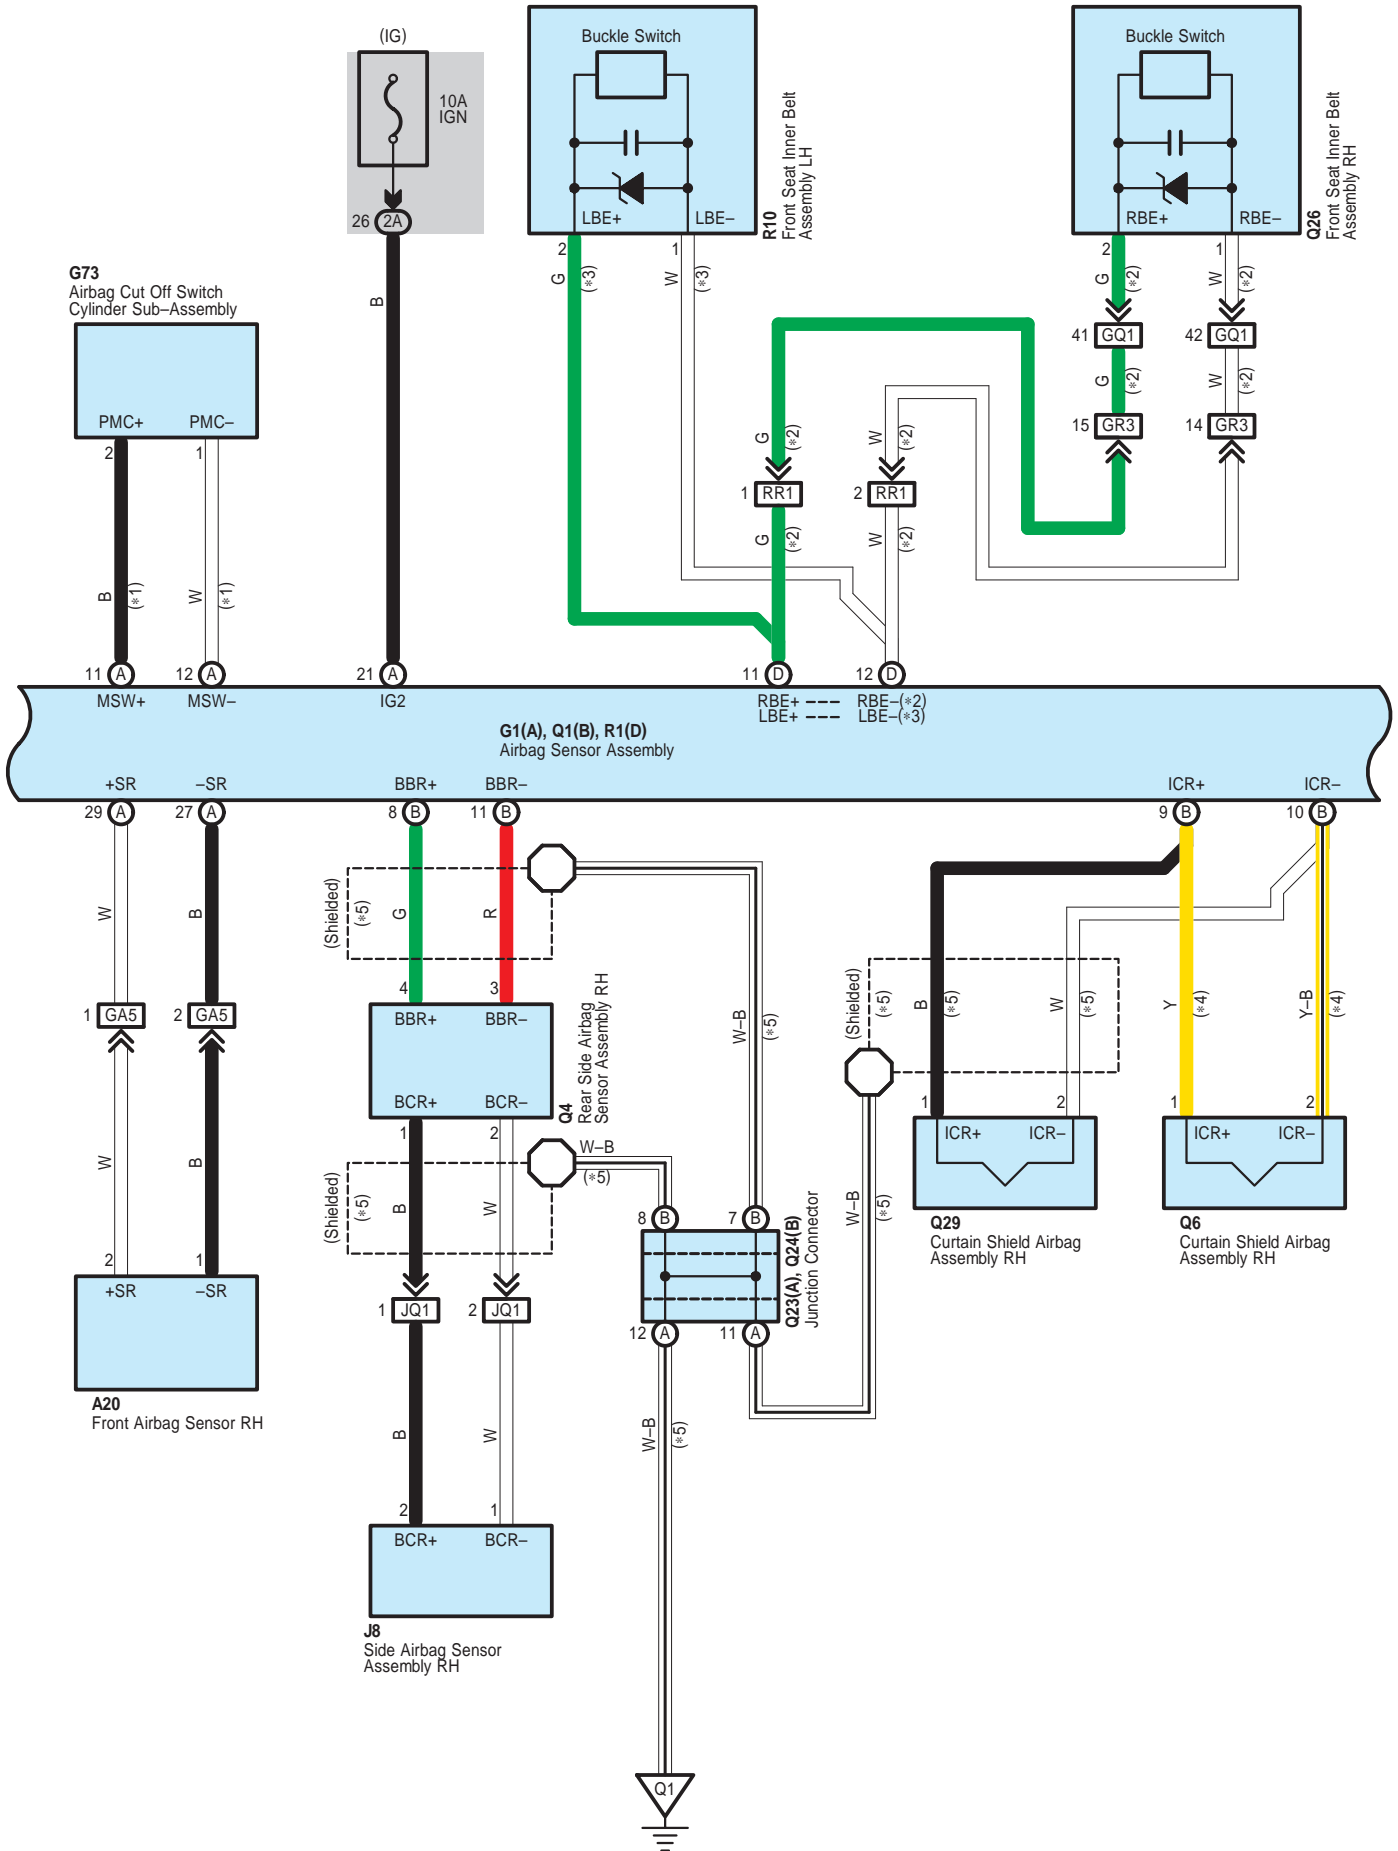 (IG)
10A
IGN
26 2A
B
Buckle Switch
LBE+ LBE–
R10
Front Seat Inner Belt
Assembly LH
2 1
G (∗3) W (∗3)
Buckle Switch
RBE+ RBE–
Q26
Front Seat Inner Belt
Assembly RH
2 1
G (∗2) W (∗2)
41 GQ1 42 GQ1
G (∗2) W (∗2)
15 GR3 14 GR3
G (∗2) W (∗2)
1 RR1 2 RR1
G (∗2) W (∗2)
G73
Airbag Cut Off Switch
Cylinder Sub–Assembly
PMC+ PMC–
2 1
B (∗1) W (∗1)
11 A 12 A 21 A 11 D 12 D
MSW+ MSW– IG2 RBE+ ––– RBE–(∗2)
LBE+ ––– LBE–(∗3)
G1(A), Q1(B), R1(D)
Airbag Sensor Assembly
+SR –SR BBR+ BBR– ICR+ ICR–
29 A 27 A 8 B 11 B 9 B 10 B
W B
1 GA5 2 GA5
W B
2 1
+SR –SR
A20
Front Airbag Sensor RH
(Shielded)
(∗5)
G R
4 3
BBR+ BBR–
BCR+ BCR–
Q4
Rear Side Airbag
Sensor Assembly RH
1 2
(Shielded)
(∗5)
B W
W–B
(∗5)
1 JQ1 2 JQ1
B W
2 1
BCR+ BCR–
J8
Side Airbag Sensor
Assembly RH
W–B (∗5)
8 B 7 B
Q23(A), Q24(B)
Junction Connector
12 A 11 A
W–B (∗5)
W–B (∗5)
Q1
(Shielded)
(∗5)
B (∗5) W (∗5)
Y (∗4) Y–B (∗4)
1 2 1 2
ICR+ ICR– ICR+ ICR–
Q29
Curtain Shield Airbag
Assembly RH
Q6
Curtain Shield Airbag
Assembly RH